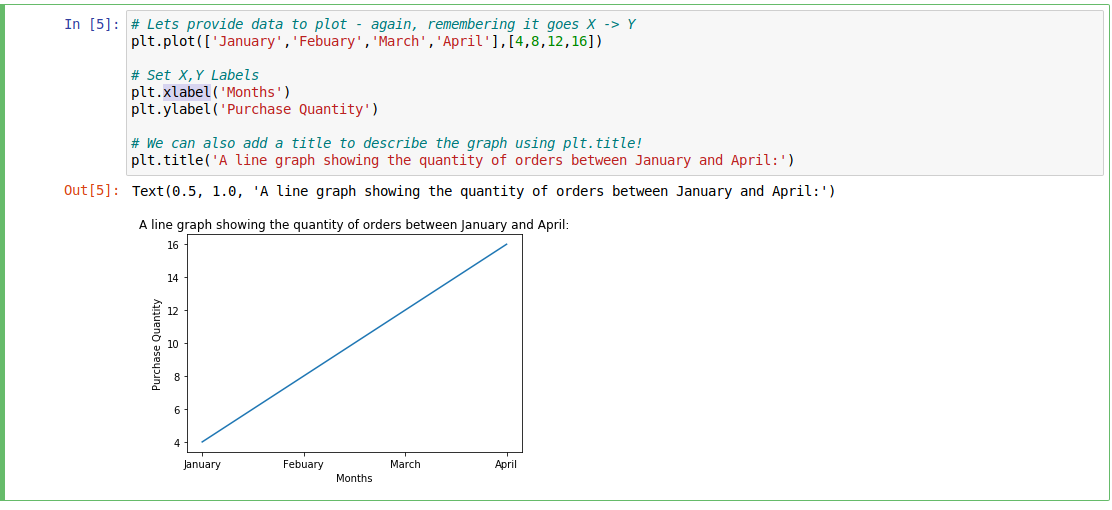 In [5]: # Lets provide data to plot - again, remembering it goes X -> Y
plt.plot(['January','Febuary','March','April'],[4,8,12,16])
# Set X,Y Labels
plt.xlabel('Months')
plt.ylabel('Purchase Quantity')
# We can also add a title to describe the graph using plt.title!
plt.title('A line graph showing the quantity of orders between January and April:')
Out[5]: Text(0.5, 1.0, 'A line graph showing the quantity of orders between January and April:')
A line graph showing the quantity of orders between January and April:
16
14
12
10
8
6
4
Purchase Quantity
January Febuary March April
Months